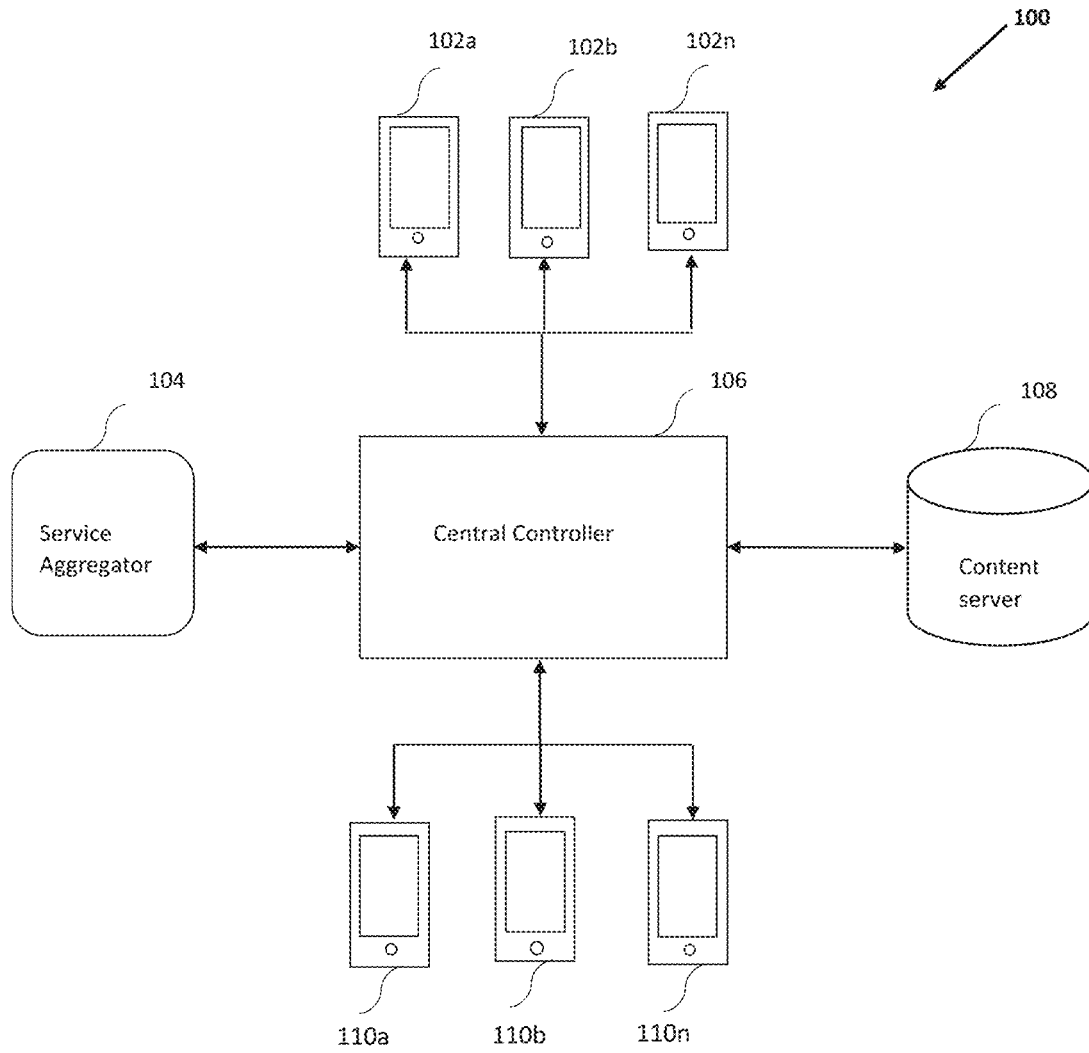 100
102a
102b
102n
104
106
108
Service
Aggregator
Central Controller
Content
server
110a
110b
110n